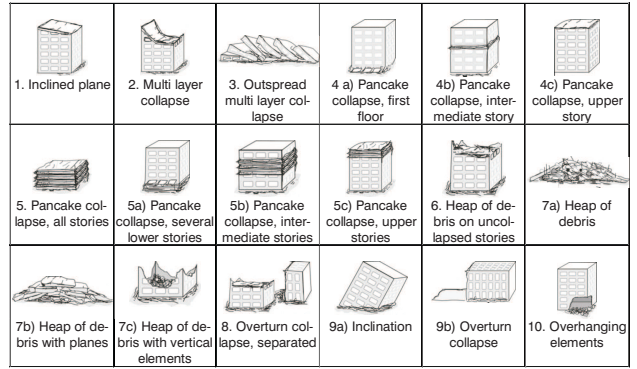 1. Inclined plane
2. Multi layer
collapse
3. Outspread
multi layer col-
lapse
4 a) Pancake
collapse, first
floor
4b) Pancake
collapse, inter-
mediate story
4c) Pancake
collapse, upper
story
5. Pancake col-
lapse, all stories
5a) Pancake
collapse, several
lower stories
5b) Pancake
collapse, inter-
mediate stories
5c) Pancake
collapse, upper
stories
6. Heap of de-
bris on uncol-
lapsed stories
7a) Heap of
debris
7b) Heap of de-
bris with planes
7c) Heap of de-
bris with vertical
elements
8. Overturn col-
lapse, separated
9a) Inclination
9b) Overturn
collapse
10. Overhanging
elements